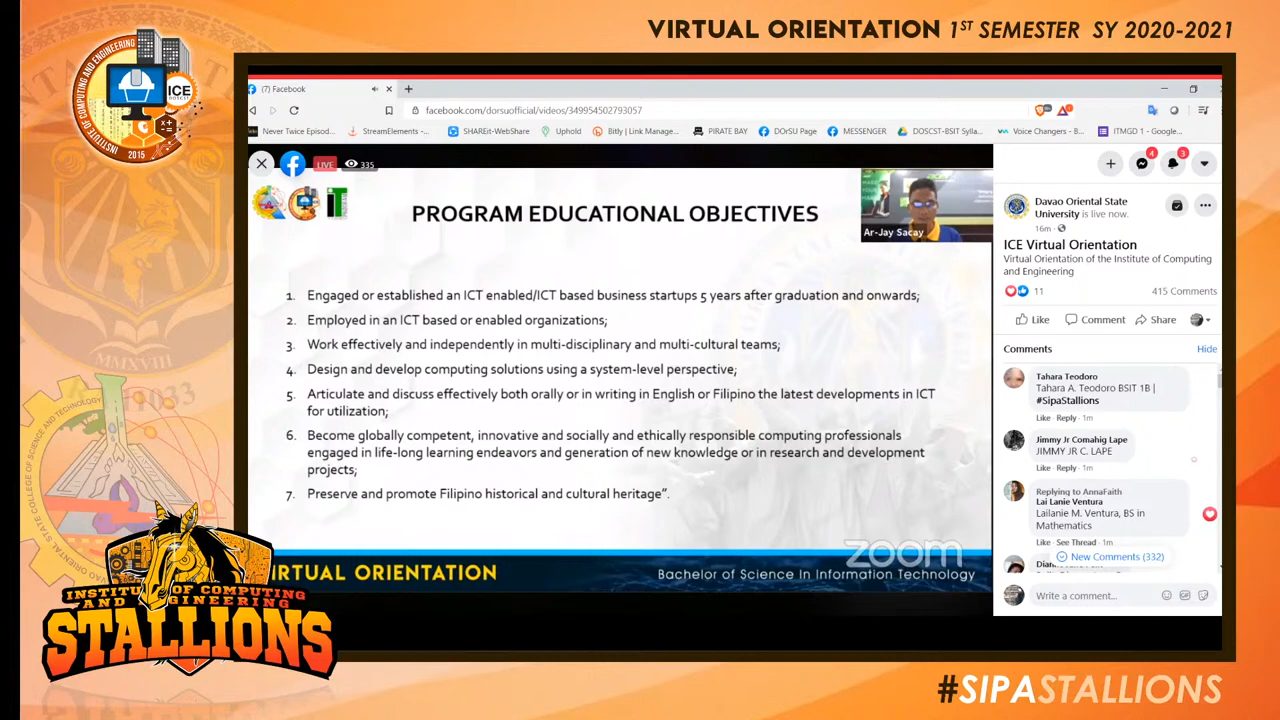 VIRTUAL ORIENTATION 1ST SEMESTER SY 2020-2021
INSTITUTE OF COMPUTING AND ENGINEERING
ICE
DOSCST
2015
(7) Facebook
facebook.com/dorsuofficial/videos/349954502793057
Never Twice Episod...
StreamElements -...
SHAREit-WebShare
Uphold
Bitly | Link Manage...
PIRATE BAY
DOrSU Page
MESSENGER
DOSCST-BSIT Sylla...
Voice Changers - B...
ITMGD 1 - Google...
LIVE
335
PROGRAM EDUCATIONAL OBJECTIVES
Ar-Jay Sacay
1. Engaged or established an ICT enabled/ICT based business startups 5 years after graduation and onwards;
2. Employed in an ICT based or enabled organizations;
3. Work effectively and independently in multi-disciplinary and multi-cultural teams;
4. Design and develop computing solutions using a system-level perspective;
5. Articulate and discuss effectively both orally or in writing in English or Filipino the latest developments in ICT
for utilization;
6. Become globally competent, innovative and socially and ethically responsible computing professionals
engaged in life-long learning endeavors and generation of new knowledge or in research and development
projects;
7. Preserve and promote Filipino historical and cultural heritage”.
zoom
IRTUAL ORIENTATION
Bachelor of Science In Information Technology
4
3
Davao Oriental State
University is live now.
16m
ICE Virtual Orientation
Virtual Orientation of the Institute of Computing
and Engineering
11
415 Comments
Like
Comment
Share
Comments
Hide
Tahara Teodoro
Tahara A. Teodoro BSIT 1B |
#SipaStallions
Like · Reply · 1m
Jimmy Jr Comahig Lape
JIMMY JR C. LAPE
Like · Reply · 1m
Replying to AnnaFaith
Lai Lanie Ventura
Lailanie M. Ventura, BS in
Mathematics
Like · See Thread · 1m
New Comments (332)
Write a comment...
MMXVIII
STALLIONS
#SIPASTALLIONS